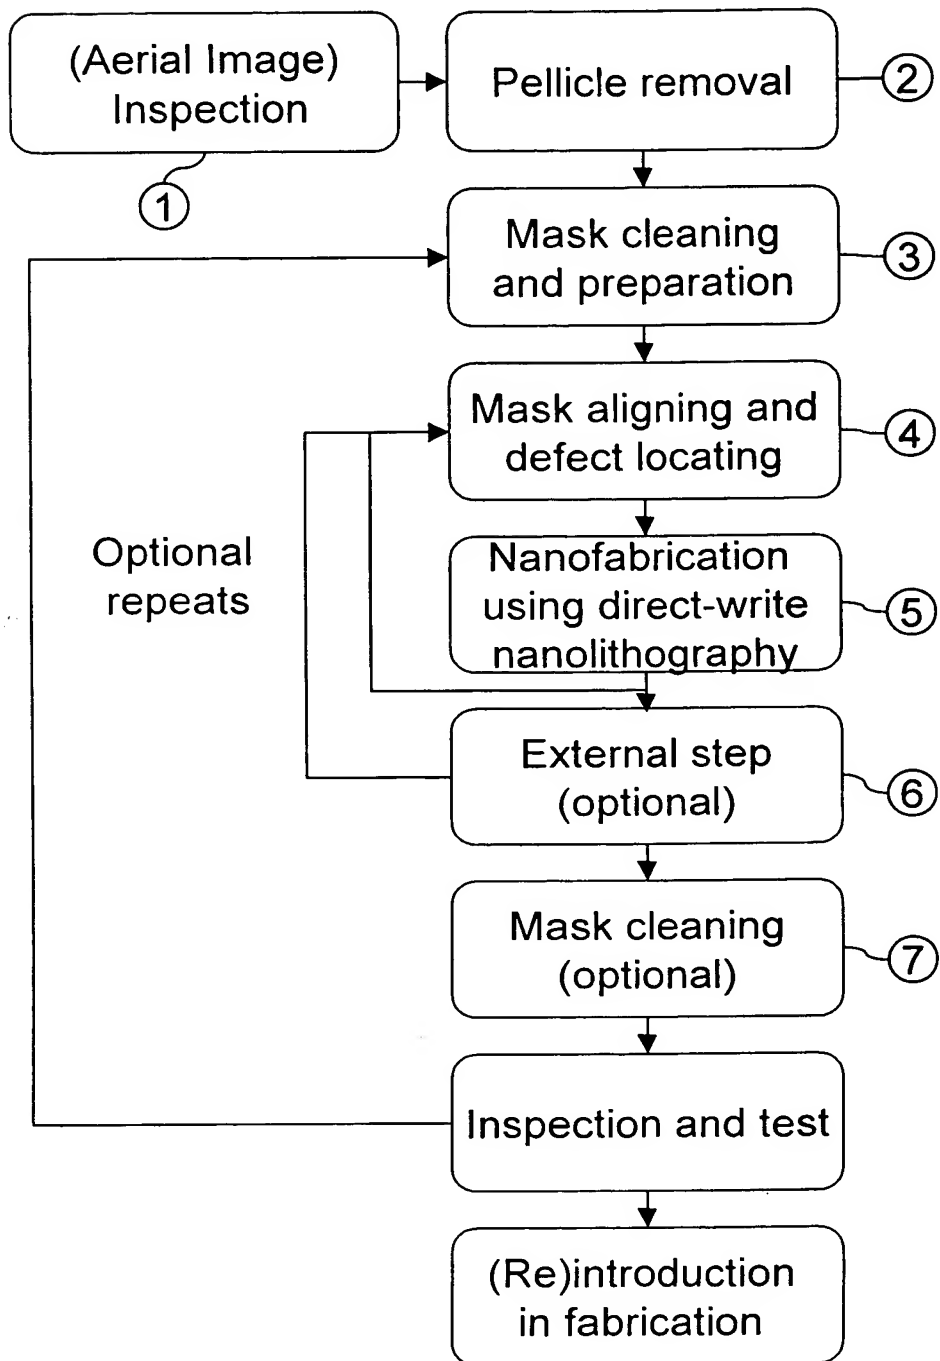 (Aerial Image)
Inspection
1
Pellicle removal
2
Mask cleaning
and preparation
3
Mask aligning and
defect locating
4
Optional
repeats
Nanofabrication
using direct-write
nanolithography
5
External step
(optional)
6
Mask cleaning
(optional)
7
Inspection and test
(Re)introduction
in fabrication